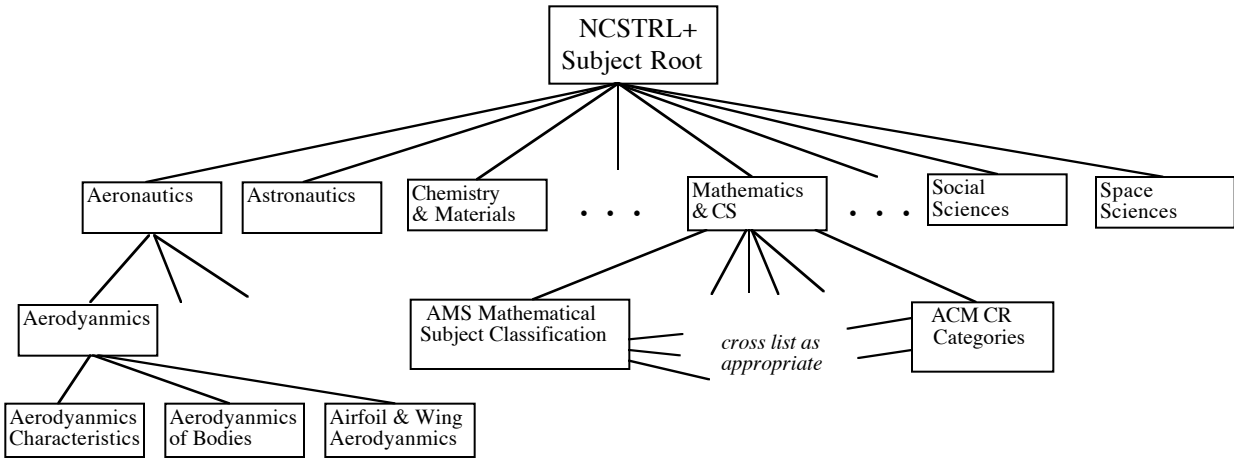 NCSTRL+
Subject Root
Aeronautics
Astronautics
Chemistry
& Materials
. . .
Mathematics
& CS
. . .
Social
Sciences
Space
Sciences
Aerodyanmics
AMS Mathematical
Subject Classification
cross list as
appropriate
ACM CR
Categories
Aerodyanmics
Characteristics
Aerodyanmics
of Bodies
Airfoil & Wing
Aerodyanmics